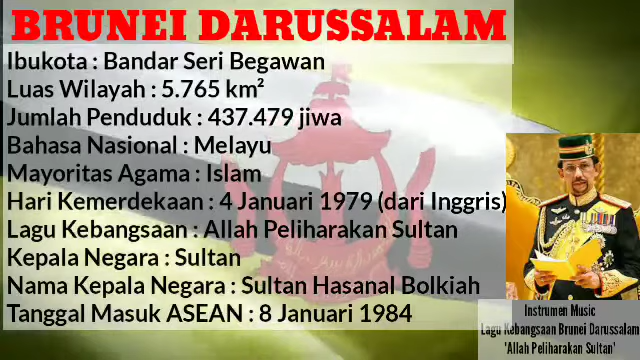 BRUNEI DARUSSALAM
Ibukota : Bandar Seri Begawan
Luas Wilayah : 5.765 km²
Jumlah Penduduk : 437.479 jiwa
Bahasa Nasional : Melayu
Mayoritas Agama : Islam
Hari Kemerdekaan : 4 Januari 1979 (dari Inggris)
Lagu Kebangsaan : Allah Peliharakan Sultan
Kepala Negara : Sultan
Nama Kepala Negara : Sultan Hasanal Bolkiah
Tanggal Masuk ASEAN : 8 Januari 1984
Instrumen Music
Lagu Kebangsaan Brunei Darussalam
'Allah Peliharakan Sultan'